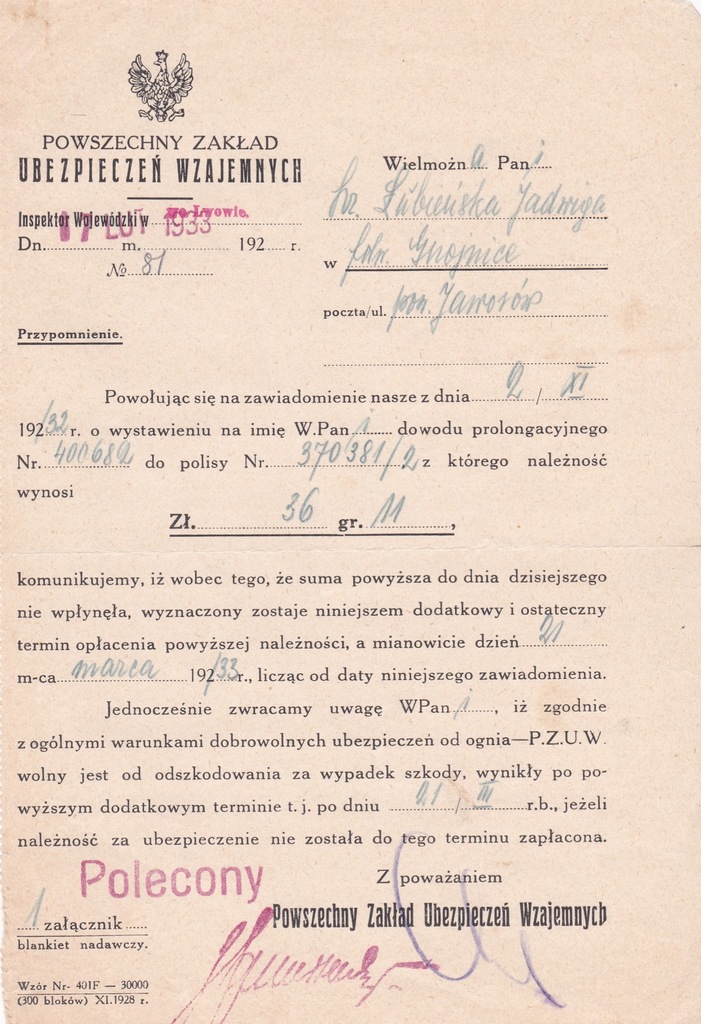 POWSZECHNY ZAKŁAD
UBEZPIECZEŃ WZAJEMNYCH
Inspektor Wojewódzki w we Lwowie.
17 LUT 1933
Dn. m. 192 r.
№ 81
Wielmożna Pani
hr. Łubieńska Jadwiga
w folw. Gnojnice
poczta/ul. pow. Jaworów
Przypomnienie.
Powołując się na zawiadomienie nasze z dnia 2 / XI
192/32 r. o wystawieniu na imię W.Pani dowodu prolongacyjnego
Nr. 400682 do polisy Nr. 370381/2 z którego należność
wynosi
Zł. 36 gr. 11,
komunikujemy, iż wobec tego, że suma powyższa do dnia dzisiejszego
nie wpłynęła, wyznaczony zostaje niniejszem dodatkowy i ostateczny
termin opłacenia powyższej należności, a mianowicie dzień 21
m-ca marca 192/33 r., licząc od daty niniejszego zawiadomienia.
Jednocześnie zwracamy uwagę WPani, iż zgodnie
z ogólnymi warunkami dobrowolnych ubezpieczeń od ognia—P.Z.U.W.
wolny jest od odszkodowania za wypadek szkody, wynikły po po-
wyższym dodatkowym terminie t. j. po dniu 21 / III r.b., jeżeli
należność za ubezpieczenie nie została do tego terminu zapłacona.
Polecony
Z poważaniem
Powszechny Zakład Ubezpieczeń Wzajemnych
1 załącznik
blankiet nadawczy.
Wzór Nr- 401F — 30000
(300 bloków) XI.1928 r.